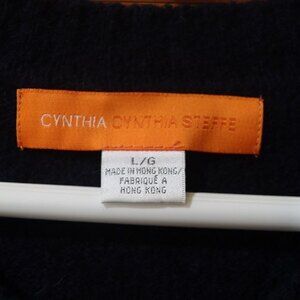 CYNTHIA CYNTHIA STEFFE
L/G
MADE IN HONG KONG/
FABRIQUÉ A
HONG KONG